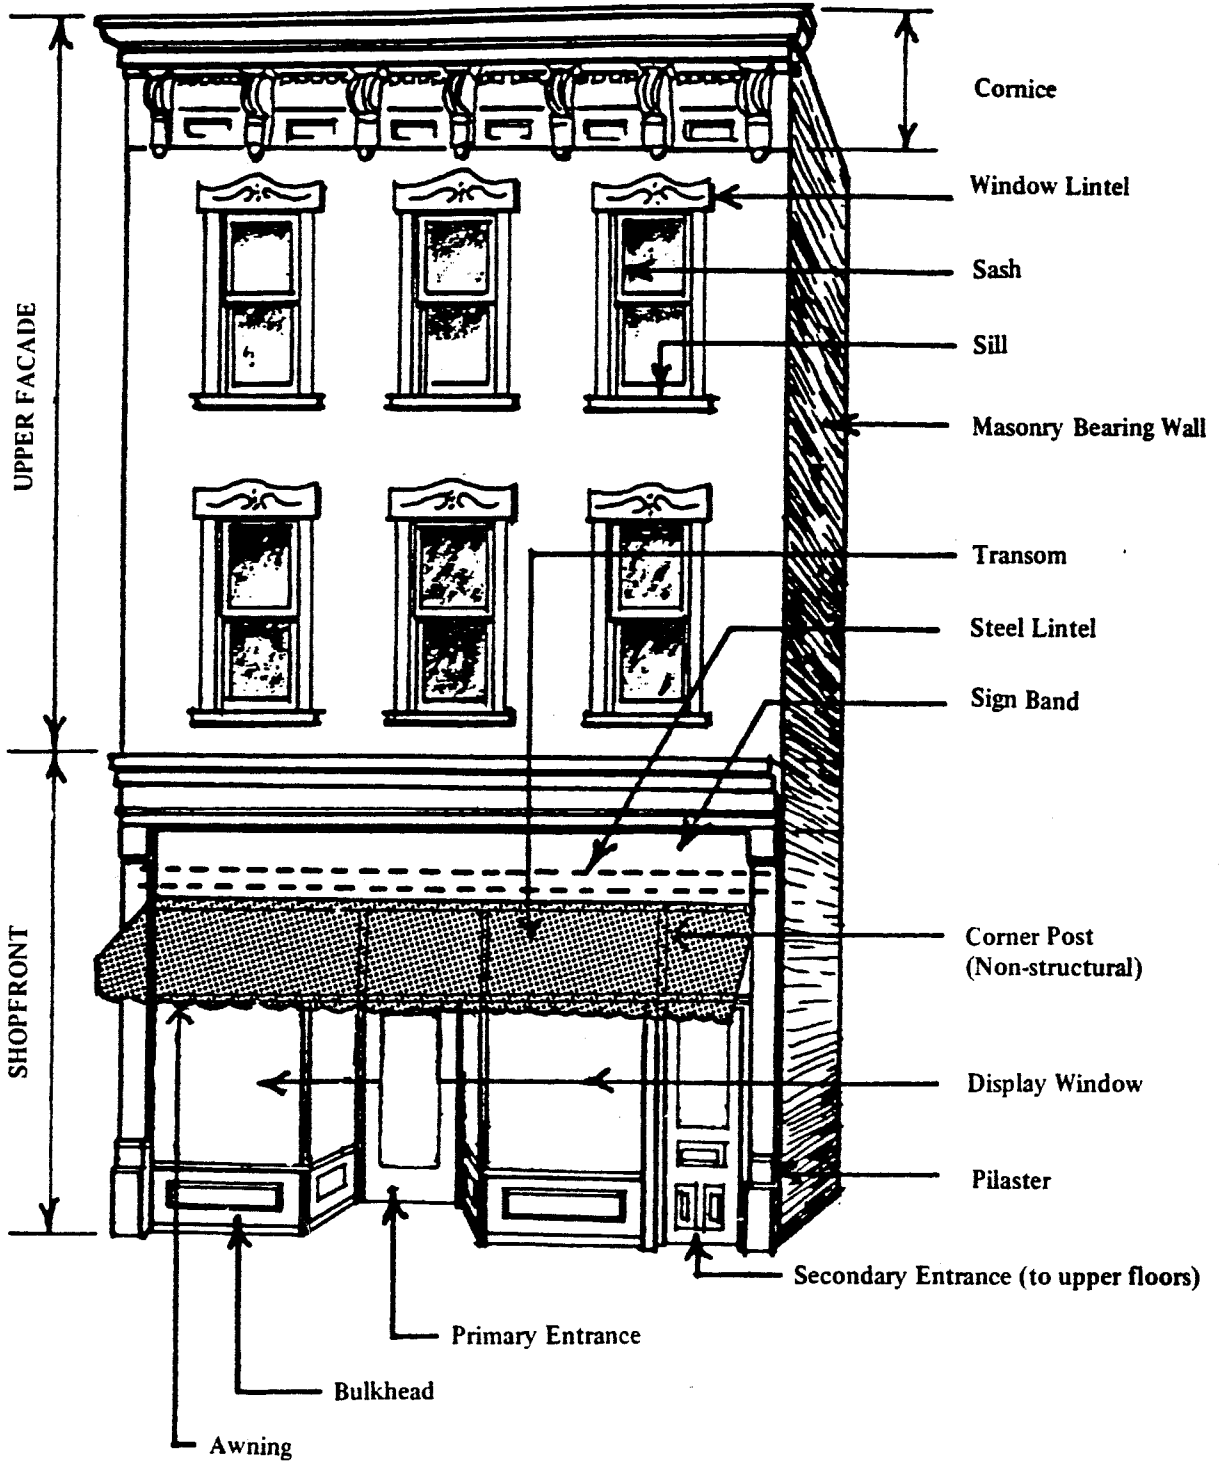 Cornice
Window Lintel
Sash
Sill
UPPER FACADE
Masonry Bearing Wall
Transom
Steel Lintel
Sign Band
SHOPFRONT
Corner Post
(Non-structural)
Display Window
Pilaster
Secondary Entrance (to upper floors)
Primary Entrance
Bulkhead
Awning